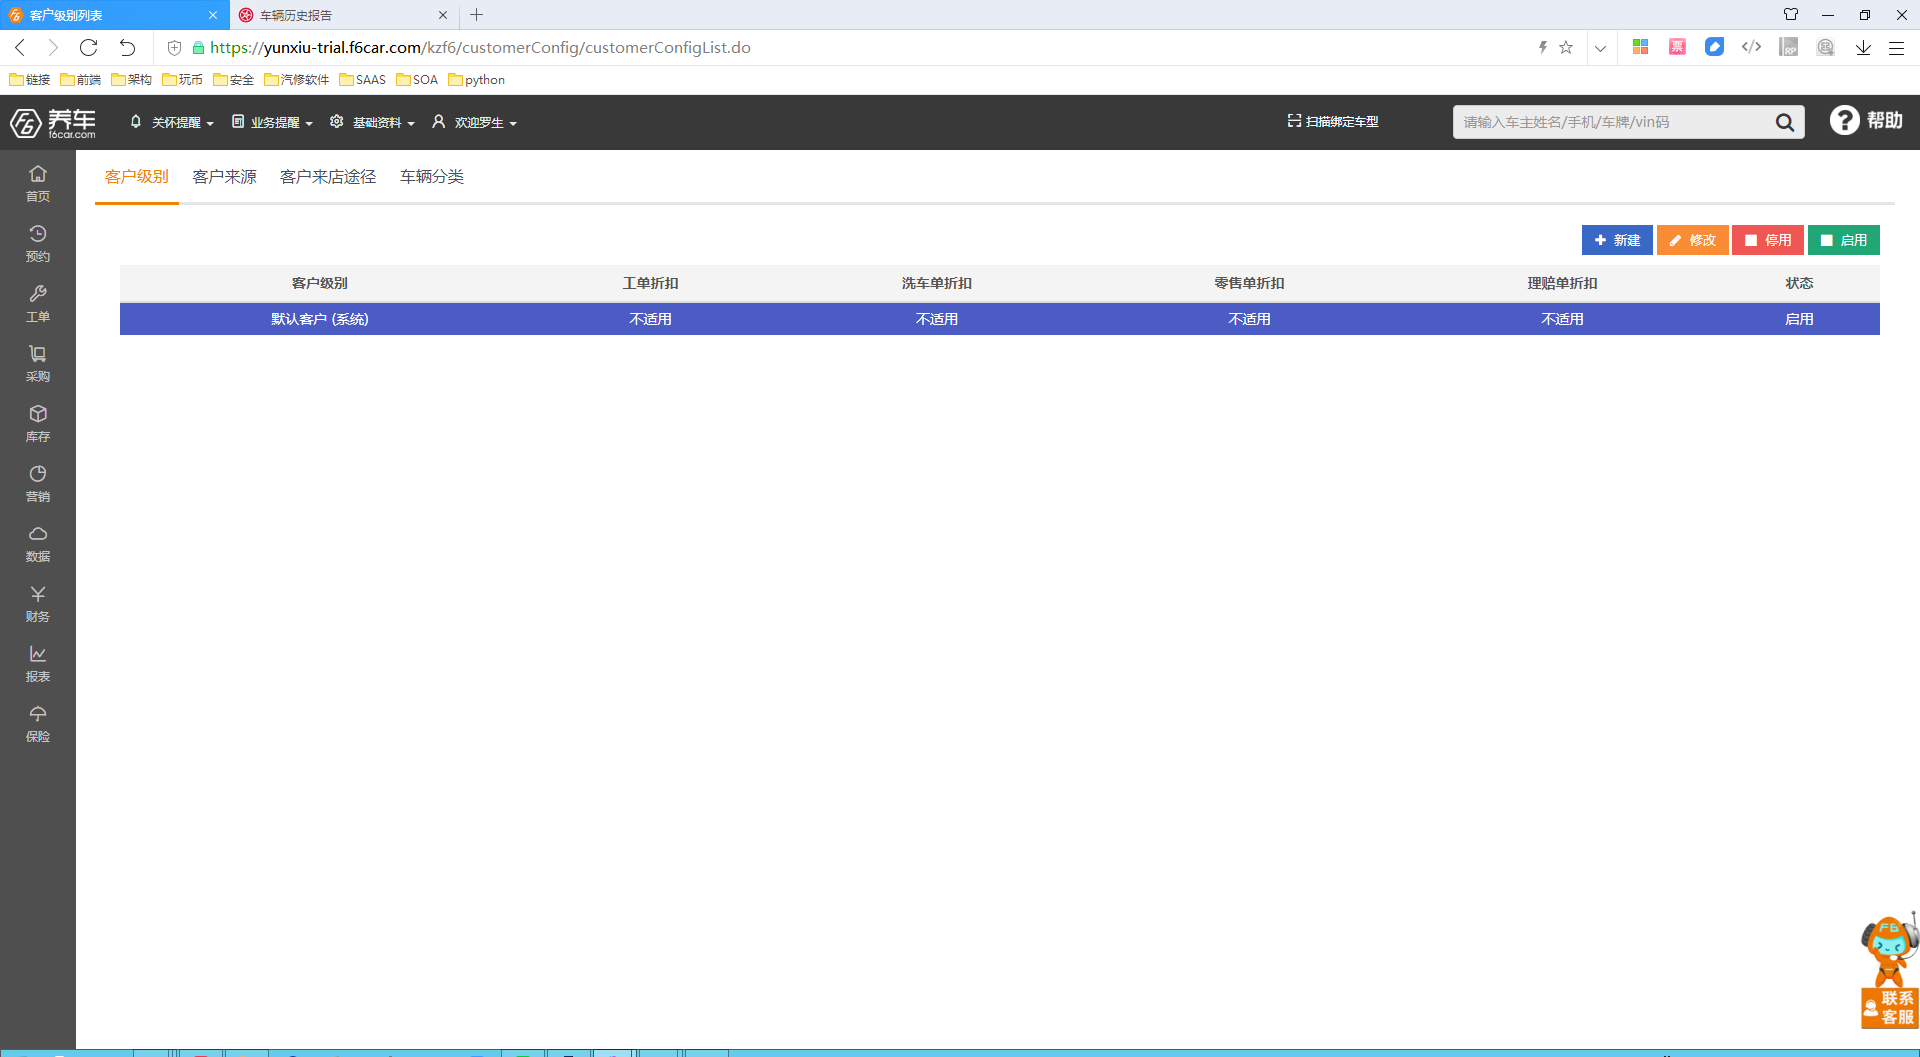 客户级别列表
车辆历史报告
https://yunxiu-trial.f6car.com/kzf6/customerConfig/customerConfigList.do
票
RP
链接 前端 架构 玩币 安全 汽修软件 SAAS SOA python
F6 养车 f6car.com
关怀提醒 业务提醒 基础资料 欢迎罗生
扫描绑定车型
请输入车主姓名/手机/车牌/vin码
? 帮助
首页
预约
工单
采购
库存
营销
数据
财务
报表
保险
客户级别 客户来源 客户来店途径 车辆分类
新建 修改 停用 启用
客户级别 工单折扣 洗车单折扣 零售单折扣 理赔单折扣 状态
默认客户 (系统) 不适用 不适用 不适用 不适用 启用
F6
联系
客服